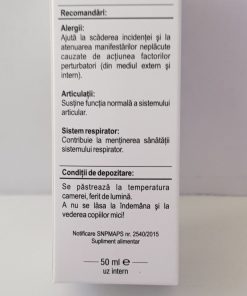 Recomandări:
Alergii:
Ajută la scăderea incidenței și la
atenuarea manifestărilor neplăcute
cauzate de acțiunea factorilor
perturbatori (din mediul extern și
intern).
Articulații:
Susține funcția normală a sistemului
articular.
Sistem respirator:
Contribuie la menținerea sănătății
sistemului respirator.
Condiții de depozitare:
Se păstrează la temperatura
camerei, ferit de lumină.
A nu se lăsa la îndemâna și la
vederea copiilor mici!
Notificare SNPMAPS nr. 2540/2015
Supliment alimentar
50 ml e
uz intern